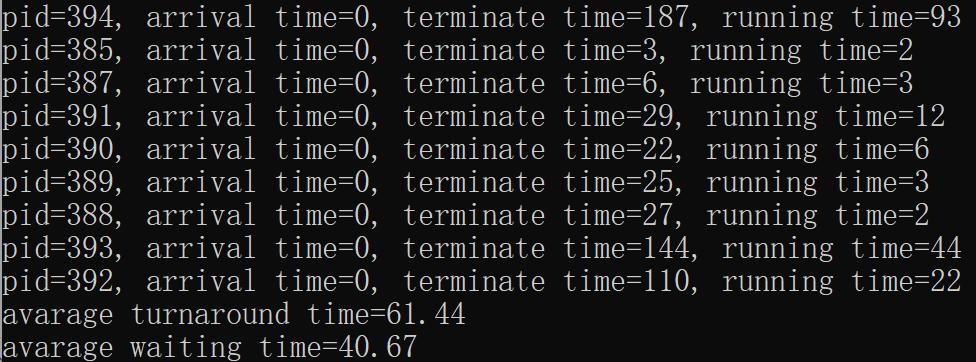 pid=394, arrival time=0, terminate time=187, running time=93
pid=385, arrival time=0, terminate time=3, running time=2
pid=387, arrival time=0, terminate time=6, running time=3
pid=391, arrival time=0, terminate time=29, running time=12
pid=390, arrival time=0, terminate time=22, running time=6
pid=389, arrival time=0, terminate time=25, running time=3
pid=388, arrival time=0, terminate time=27, running time=2
pid=393, arrival time=0, terminate time=144, running time=44
pid=392, arrival time=0, terminate time=110, running time=22
avarage turnaround time=61.44
avarage waiting time=40.67